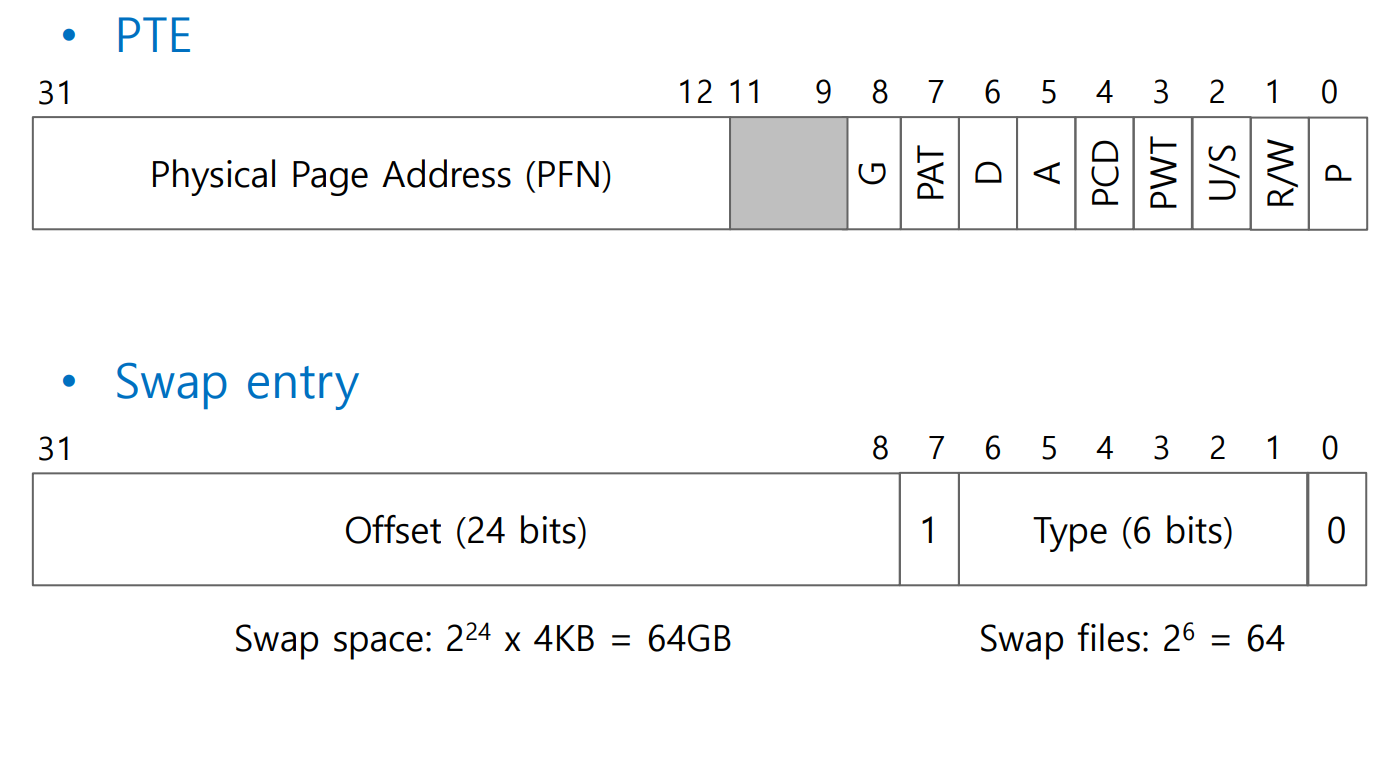 • PTE
31 12 11 9 8 7 6 5 4 3 2 1 0
Physical Page Address (PFN) G PAT D A PCD PWT U/S R/W P
• Swap entry
31 8 7 6 5 4 3 2 1 0
Offset (24 bits) 1 Type (6 bits) 0
Swap space: 2²⁴ x 4KB = 64GB Swap files: 2⁶ = 64